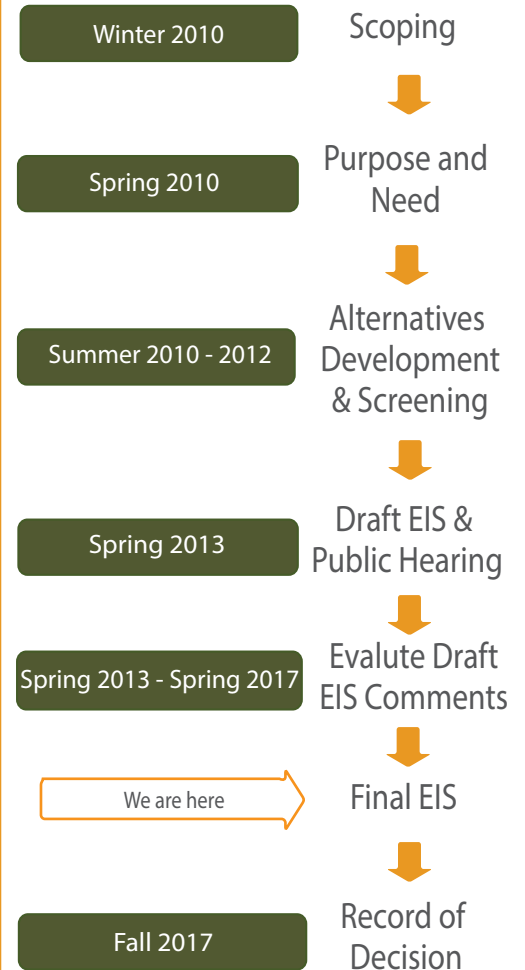 Winter 2010
Scoping
Spring 2010
Purpose and
Need
Summer 2010 - 2012
Alternatives
Development
& Screening
Spring 2013
Draft EIS &
Public Hearing
Spring 2013 - Spring 2017
Evalute Draft
EIS Comments
We are here
Final EIS
Fall 2017
Record of
Decision